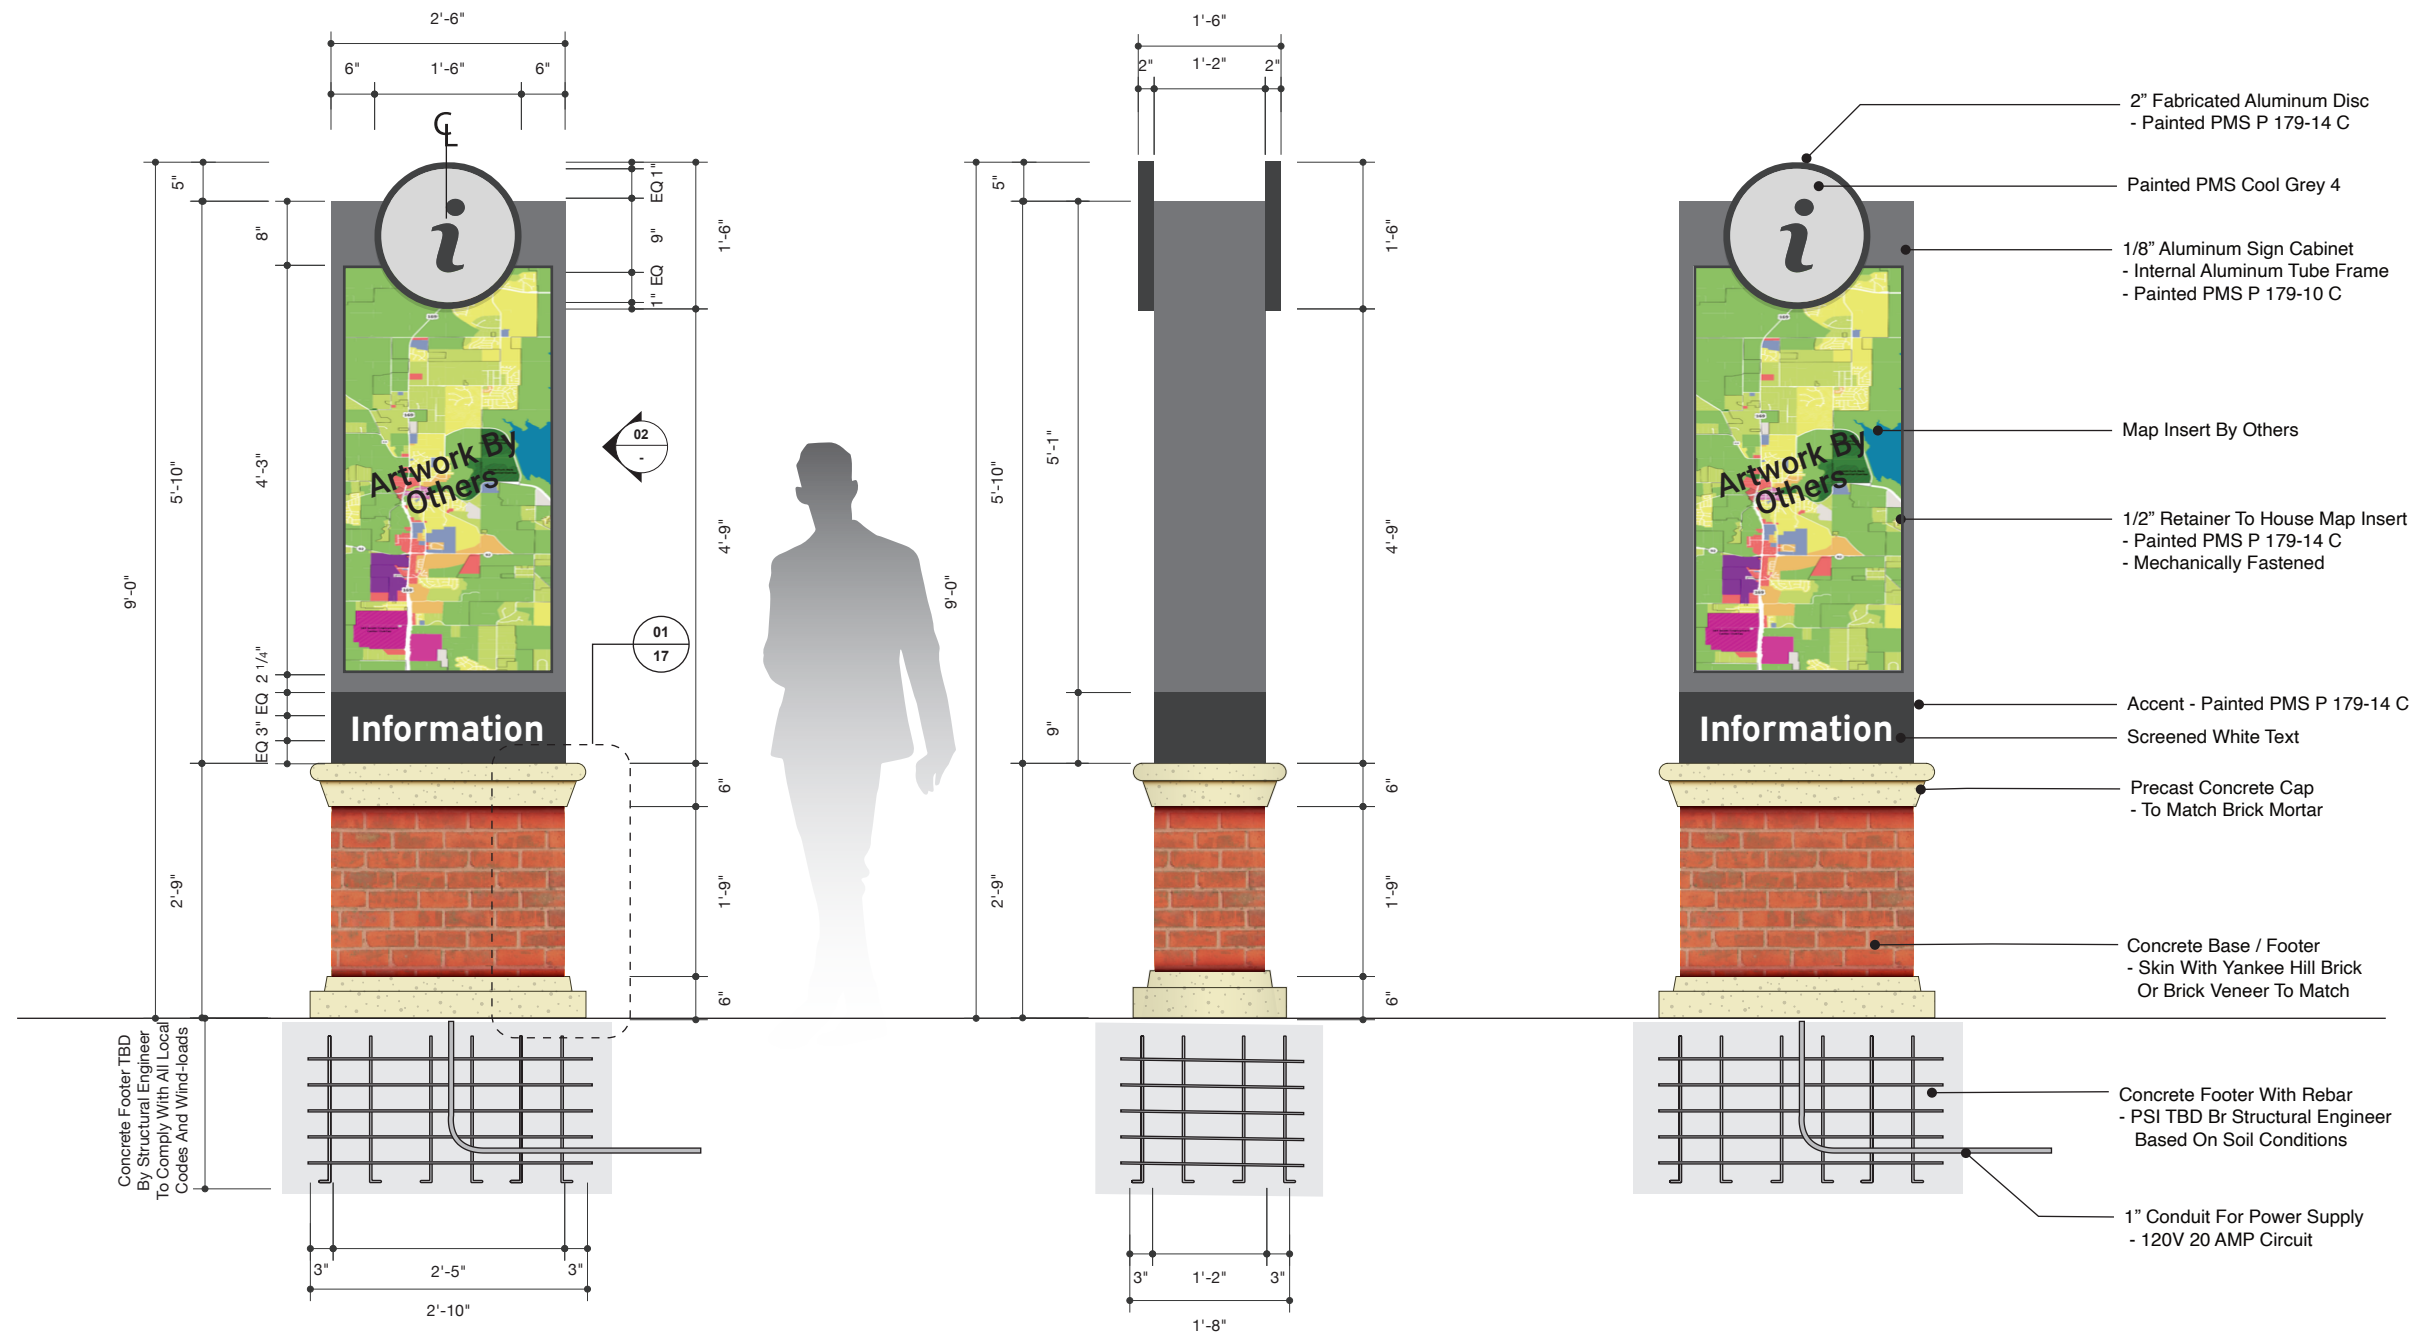 2'-6"
6" 1'-6" 6"
CL
5"
8"
5'-10"
4'-3"
9'-0"
2 1/4"
EQ
3"
EQ
2'-9"
1"
EQ
9"
EQ
1"
1'-6"
4'-9"
6"
1'-9"
6"
i
Artwork By
Others
Information
02
-
01
17
Concrete Footer TBD
By Structural Engineer
To Comply With All Local
Codes And Wind-loads
3" 2'-5" 3"
2'-10"
1'-6"
2" 1'-2" 2"
5"
9'-0"
5'-10"
5'-1"
9"
2'-9"
1'-6"
4'-9"
6"
1'-9"
6"
3" 1'-2" 3"
1'-8"
i
Artwork By
Others
Information
2” Fabricated Aluminum Disc
- Painted PMS P 179-14 C
Painted PMS Cool Grey 4
1/8” Aluminum Sign Cabinet
- Internal Aluminum Tube Frame
- Painted PMS P 179-10 C
Map Insert By Others
1/2” Retainer To House Map Insert
- Painted PMS P 179-14 C
- Mechanically Fastened
Accent - Painted PMS P 179-14 C
Screened White Text
Precast Concrete Cap
- To Match Brick Mortar
Concrete Base / Footer
- Skin With Yankee Hill Brick
Or Brick Veneer To Match
Concrete Footer With Rebar
- PSI TBD Br Structural Engineer
Based On Soil Conditions
1” Conduit For Power Supply
- 120V 20 AMP Circuit